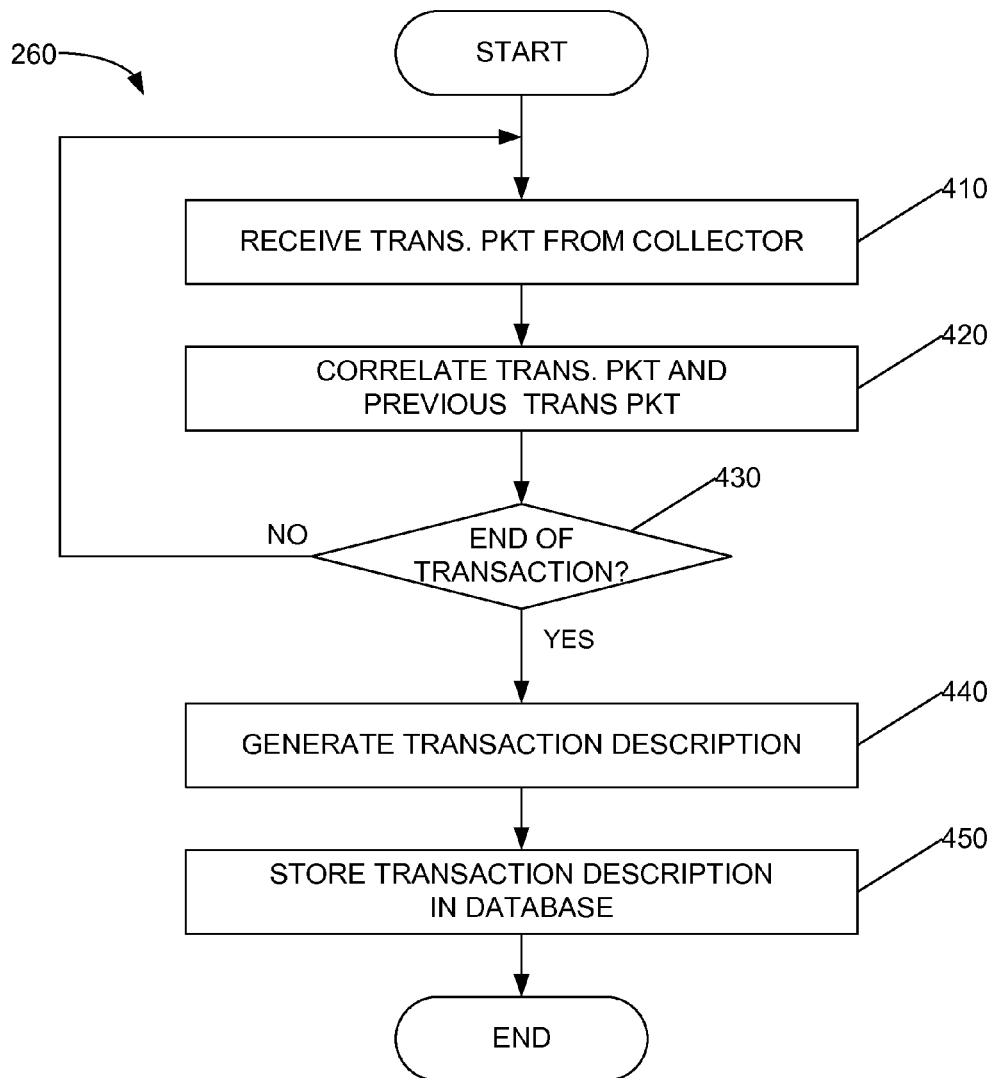 260
START
410
RECEIVE TRANS. PKT FROM COLLECTOR
420
CORRELATE TRANS. PKT AND
PREVIOUS TRANS PKT
430
NO
END OF
TRANSACTION?
YES
440
GENERATE TRANSACTION DESCRIPTION
450
STORE TRANSACTION DESCRIPTION
IN DATABASE
END